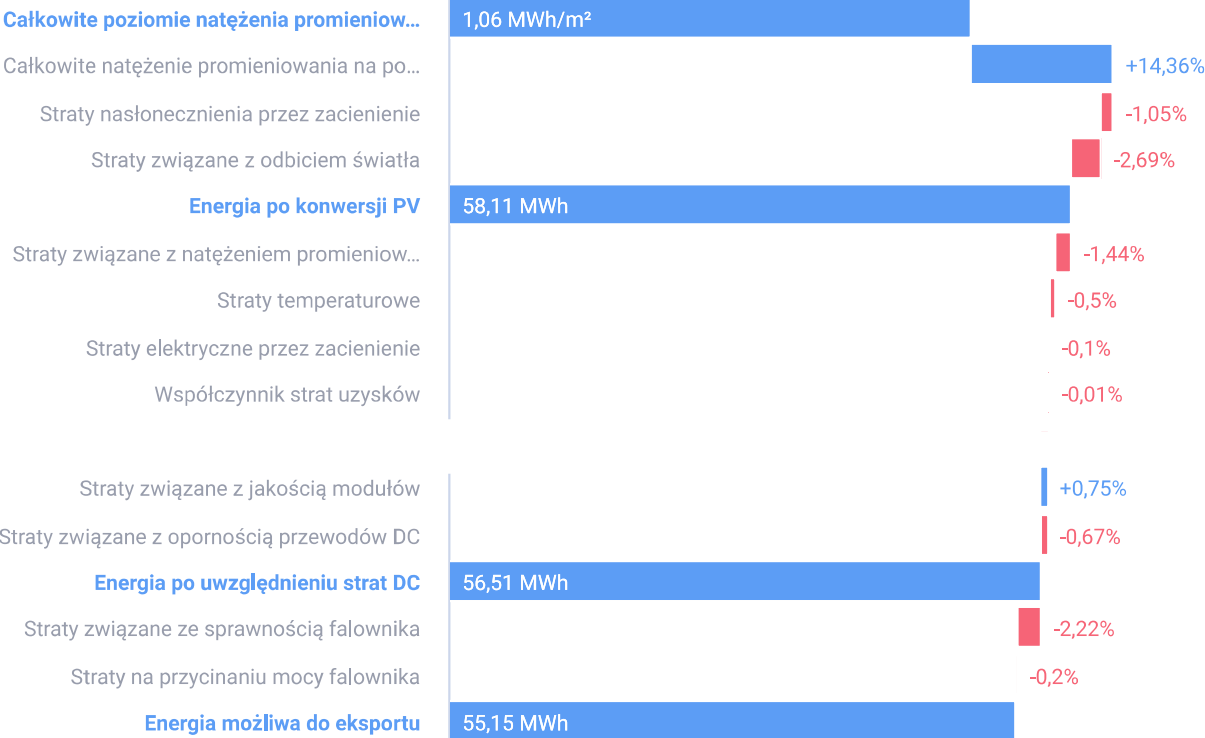 Całkowite poziomie natężenia promieniow... 1,06 MWh/m²
Całkowite natężenie promieniowania na po... +14,36%
Straty nasłonecznienia przez zacienienie -1,05%
Straty związane z odbiciem światła -2,69%
Energia po konwersji PV 58,11 MWh
Straty związane z natężeniem promieniow... -1,44%
Straty temperaturowe -0,5%
Straty elektryczne przez zacienienie -0,1%
Współczynnik strat uzysków -0,01%
Straty związane z jakością modułów +0,75%
Straty związane z opornością przewodów DC -0,67%
Energia po uwzględnieniu strat DC 56,51 MWh
Straty związane ze sprawnością falownika -2,22%
Straty na przycinaniu mocy falownika -0,2%
Energia możliwa do eksportu 55,15 MWh